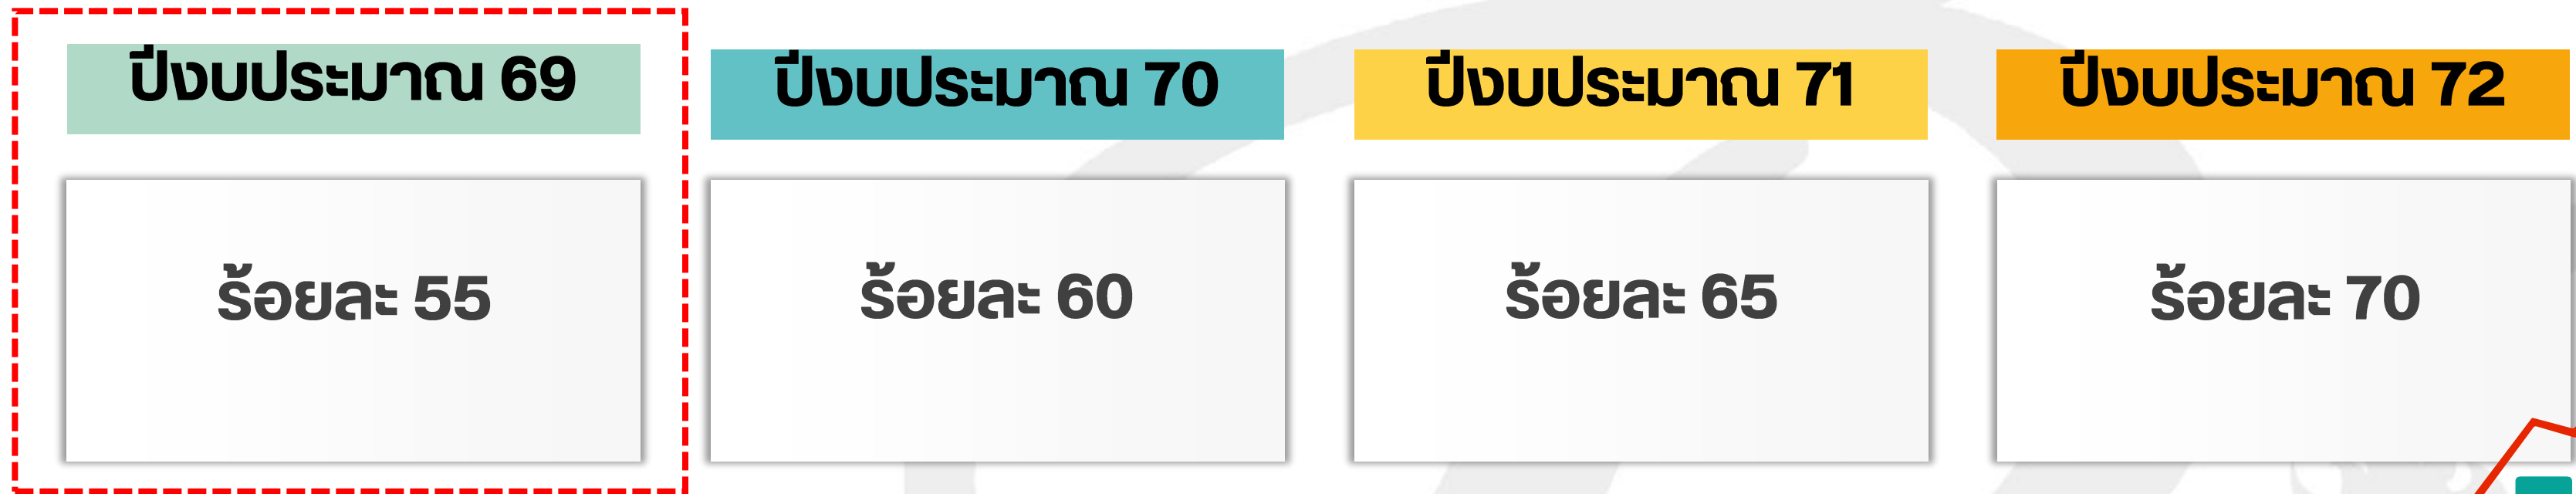 ปีงบประมาณ 69
ปีงบประมาณ 70
ปีงบประมาณ 71
ปีงบประมาณ 72
ร้อยละ 55
ร้อยละ 60
ร้อยละ 65
ร้อยละ 70